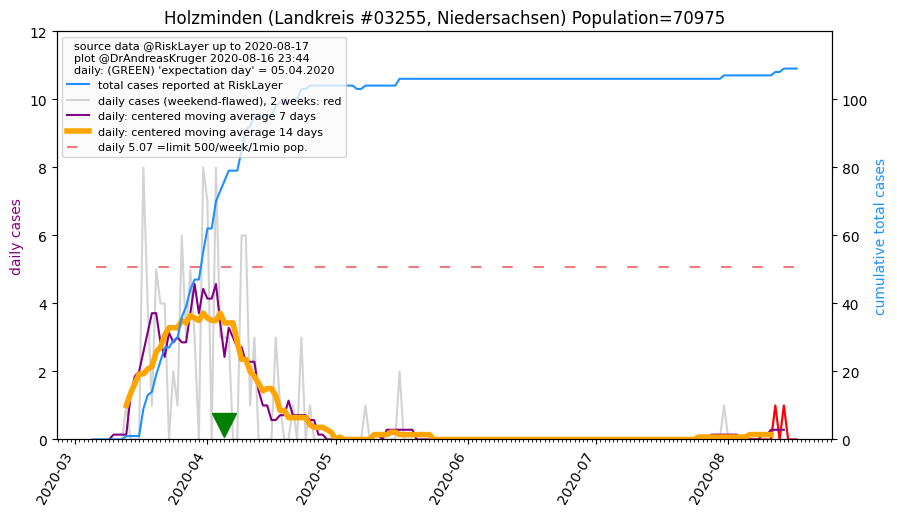 Holzminden (Landkreis #03255, Niedersachsen) Population=70975
source data @RiskLayer up to 2020-08-17
plot @DrAndreasKruger 2020-08-16 23:44
daily: (GREEN) 'expectation day' = 05.04.2020
total cases reported at RiskLayer
daily cases (weekend-flawed), 2 weeks: red
daily: centered moving average 7 days
daily: centered moving average 14 days
daily 5.07 =limit 500/week/1mio pop.
daily cases
12
10
8
6
4
2
0
cumulative total cases
100
80
60
40
20
0
2020-03
2020-04
2020-05
2020-06
2020-07
2020-08